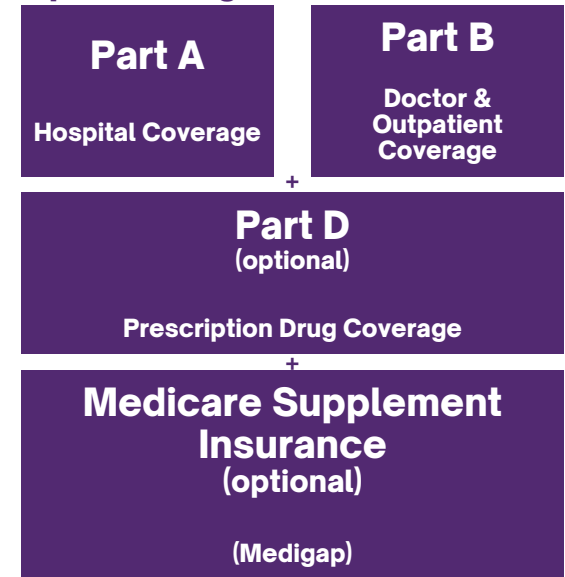 Part A
Hospital Coverage
Part B
Doctor &
Outpatient
Coverage
+
Part D
(optional)
Prescription Drug Coverage
+
Medicare Supplement
Insurance
(optional)
(Medigap)